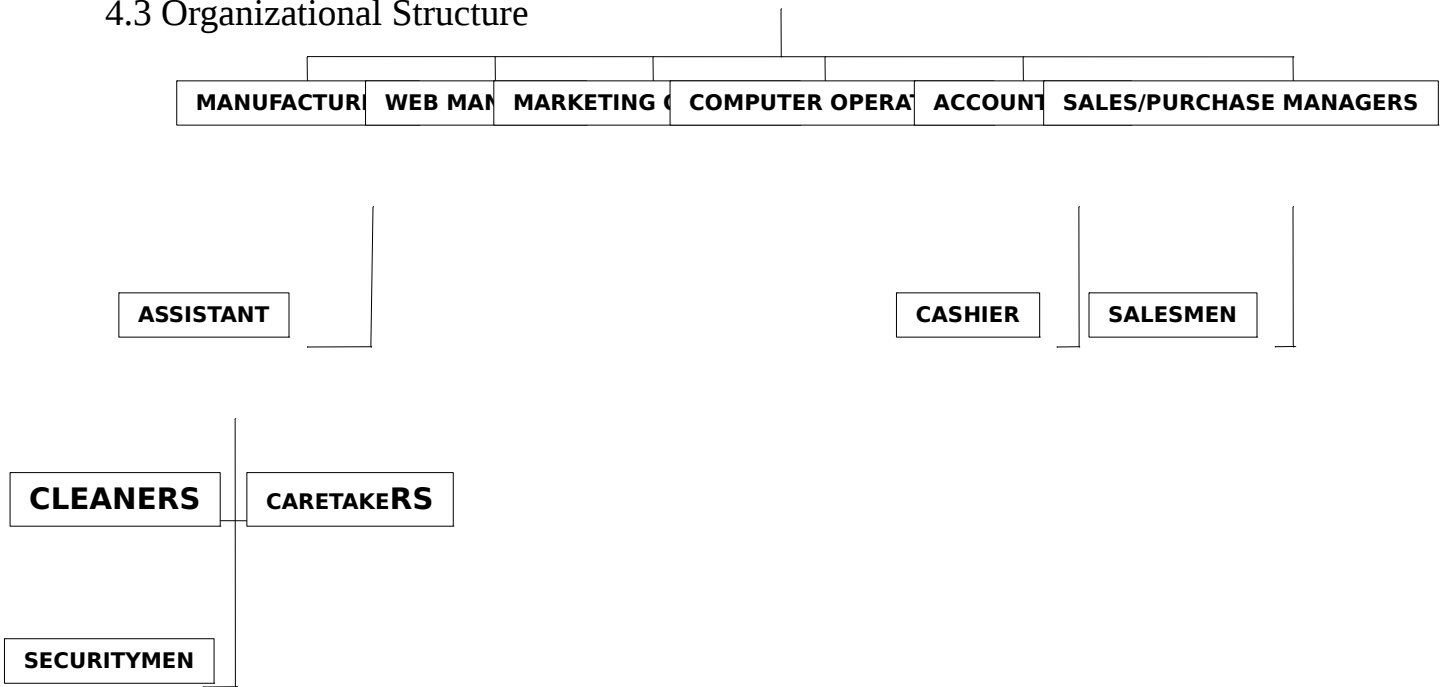 4.3 Organizational Structure
MANUFACTURI WEB MAN MARKETING COMPUTER OPERAT ACCOUNT SALES/PURCHASE MANAGERS
ASSISTANT CASHIER SALESMEN
CLEANERS CARETAKERS
SECURITYMEN